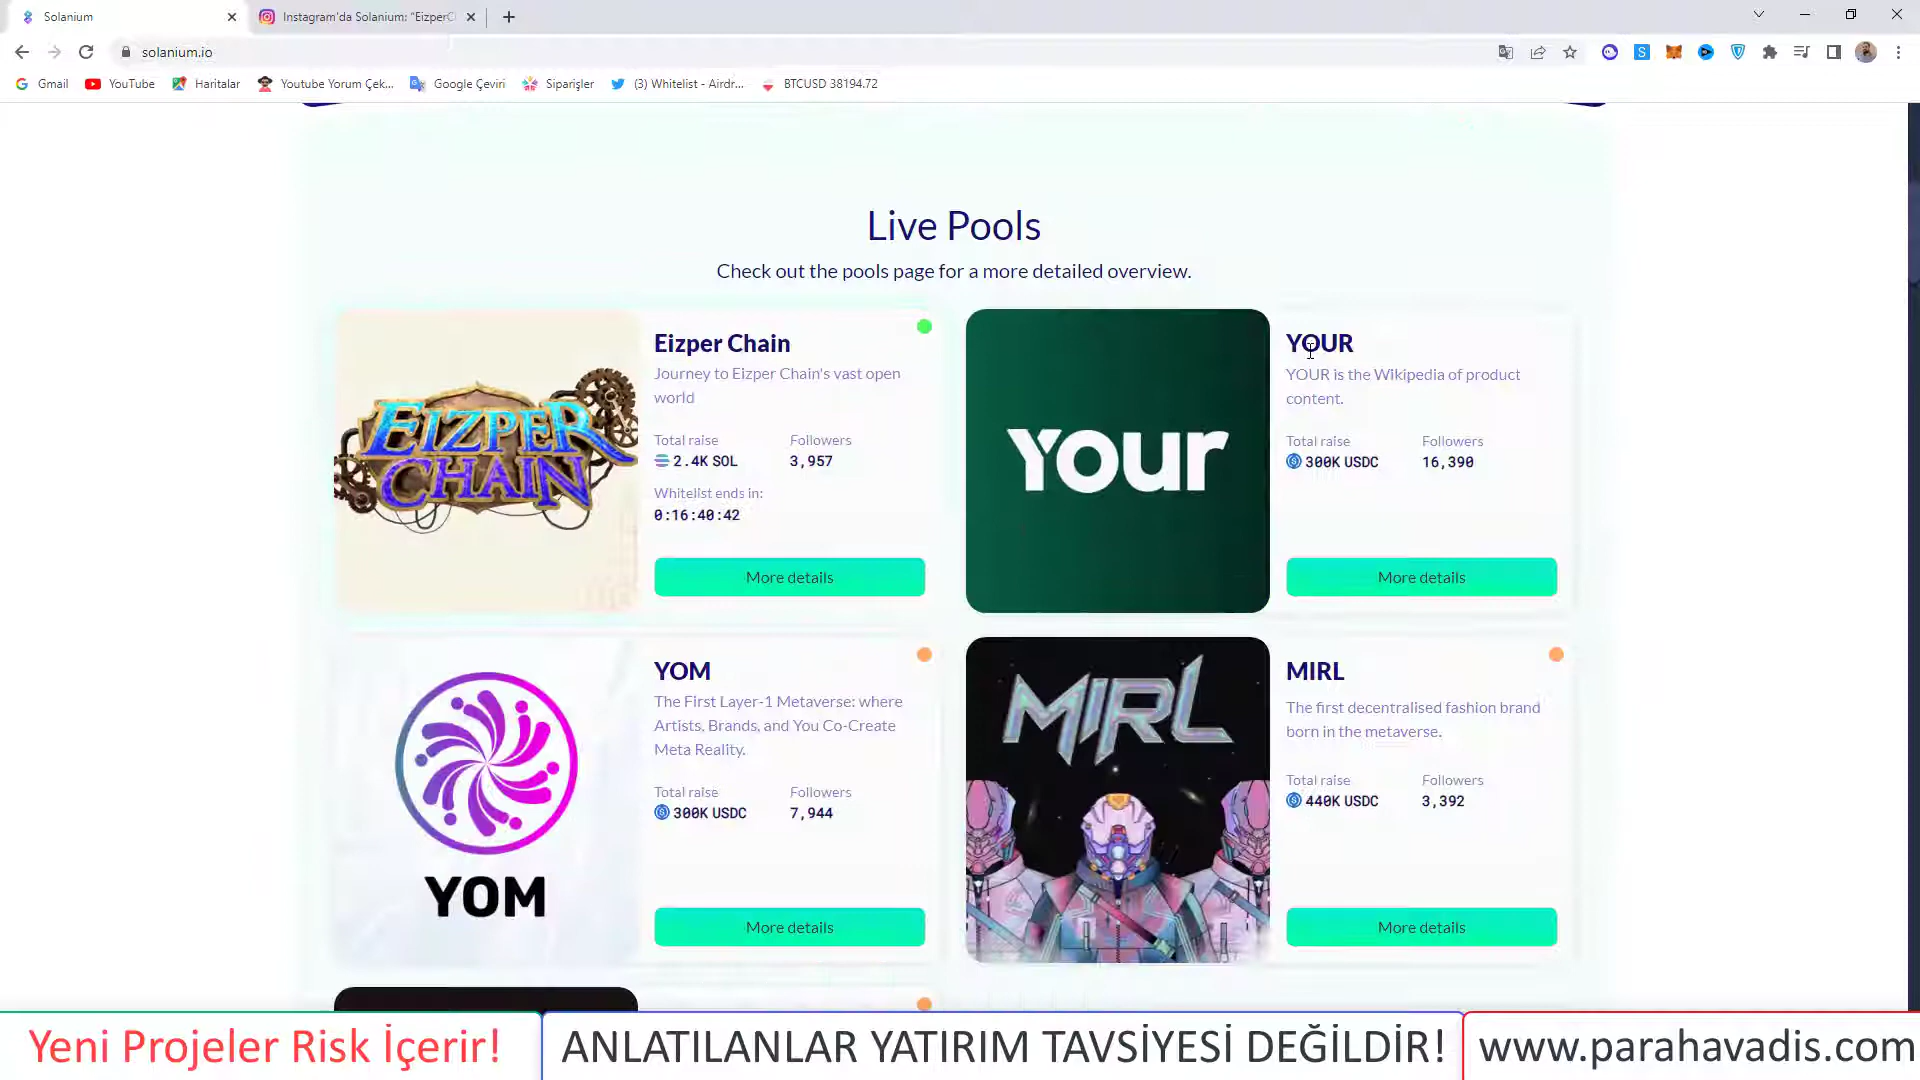 Solanium
Instagram'da Solanium: "EizperC
solanium.io
Gmail
YouTube
Haritalar
Youtube Yorum Çek...
Google Çeviri
Siparişler
(3) Whitelist - Airdr...
BTCUSD 38194.72
Live Pools
Check out the pools page for a more detailed overview.
EIZPER
CHAIN
Eizper Chain
Journey to Eizper Chain's vast open
world
Total raise
Followers
2.4K SOL
3,957
Whitelist ends in:
0:16:40:42
More details
Your
YOUR
YOUR is the Wikipedia of product
content.
Total raise
Followers
300K USDC
16,390
More details
YOM
YOM
The First Layer-1 Metaverse: where
Artists, Brands, and You Co-Create
Meta Reality.
Total raise
Followers
300K USDC
7,944
More details
MIRL
MIRL
The first decentralised fashion brand
born in the metaverse.
Total raise
Followers
440K USDC
3,392
More details
Yeni Projeler Risk İçerir!
ANLATILANLAR YATIRIM TAVSİYESİ DEĞİLDİR!
www.parahavadis.com